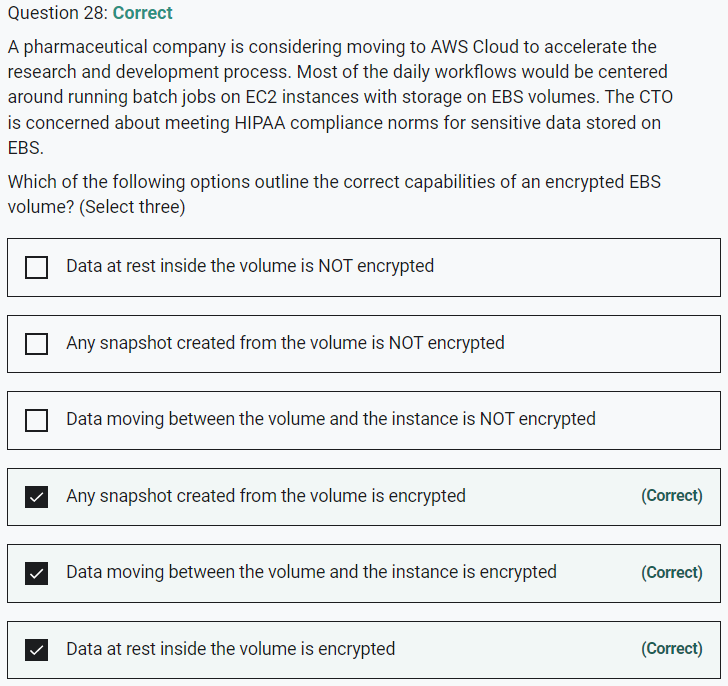 Question 28: Correct
A pharmaceutical company is considering moving to AWS Cloud to accelerate the
research and development process. Most of the daily workflows would be centered
around running batch jobs on EC2 instances with storage on EBS volumes. The CTO
is concerned about meeting HIPAA compliance norms for sensitive data stored on
EBS.
Which of the following options outline the correct capabilities of an encrypted EBS
volume? (Select three)
Data at rest inside the volume is NOT encrypted
Any snapshot created from the volume is NOT encrypted
Data moving between the volume and the instance is NOT encrypted
Any snapshot created from the volume is encrypted (Correct)
Data moving between the volume and the instance is encrypted (Correct)
Data at rest inside the volume is encrypted (Correct)